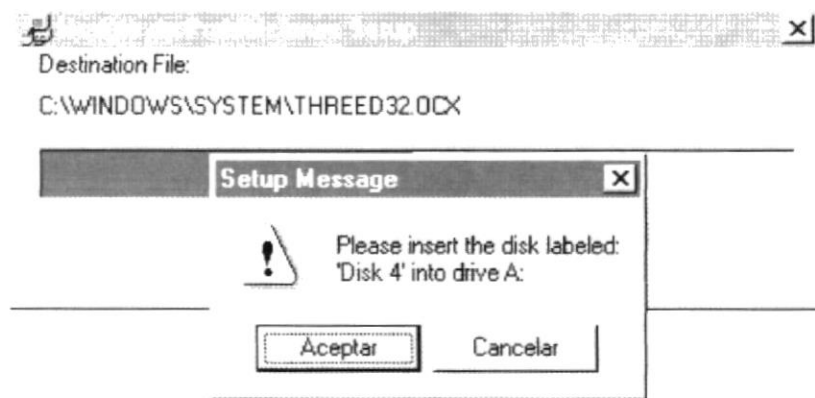 Destination File:
C:\WINDOWS\SYSTEM\THREED32.OCX
Setup Message
Please insert the disk labeled:
'Disk 4' into drive A:
Aceptar
Cancelar